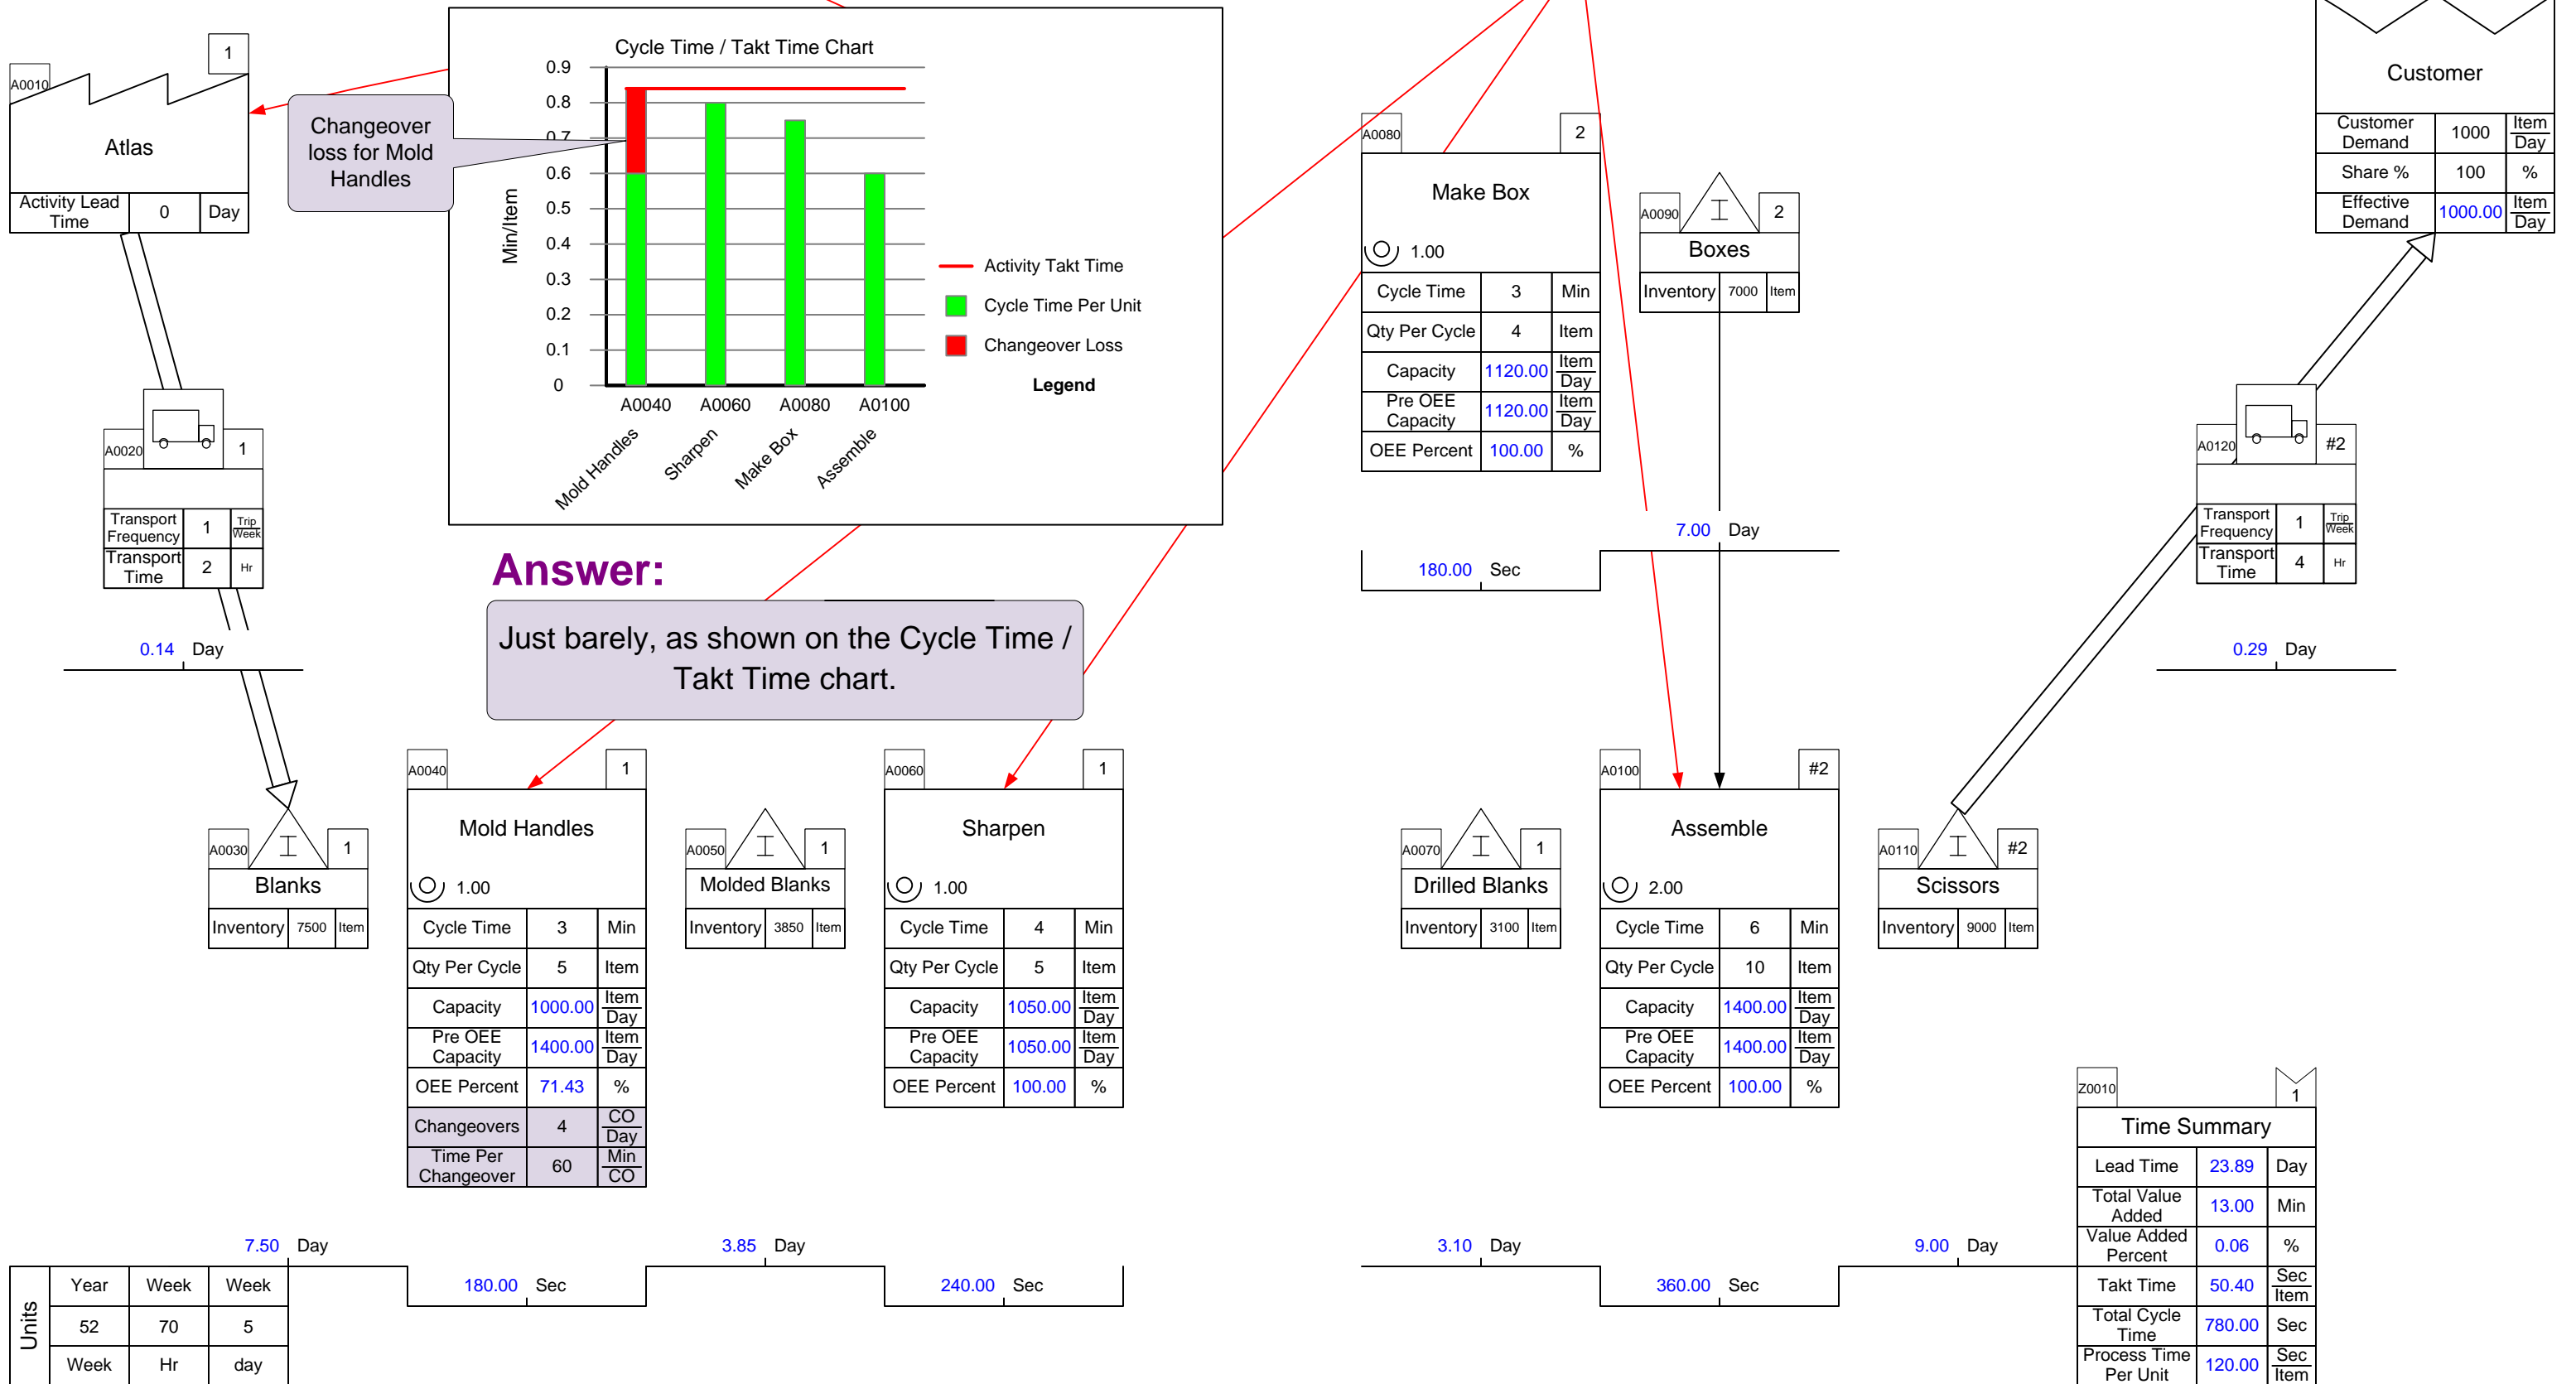 A0010
1
Atlas
Activity Lead
Time
0
Day
Changeover
loss for Mold
Handles
Cycle Time / Takt Time Chart
Min/Item
0.9
0.8
0.7
0.6
0.5
0.4
0.3
0.2
0.1
0
A0040 A0060 A0080 A0100
Mold Handles
Sharpen
Make Box
Assemble
Activity Takt Time
Cycle Time Per Unit
Changeover Loss
Legend
A0080
2
Make Box
1.00
Cycle Time 3 Min
Qty Per Cycle 4 Item
Capacity 1120.00 Item
Day
Pre OEE
Capacity
1120.00 Item
Day
OEE Percent 100.00 %
A0090
I
2
Boxes
Inventory 7000 Item
Customer
Customer
Demand
1000 Item
Day
Share % 100 %
Effective
Demand
1000.00 Item
Day
A0020
1
Transport
Frequency
1 Trip
Week
Transport
Time
2 Hr
0.14 Day
Answer:
Just barely, as shown on the Cycle Time /
Takt Time chart.
180.00 Sec
7.00 Day
A0120
#2
Transport
Frequency
1 Trip
Week
Transport
Time
4 Hr
0.29 Day
A0030
I
1
Blanks
Inventory 7500 Item
A0040
1
Mold Handles
1.00
Cycle Time 3 Min
Qty Per Cycle 5 Item
Capacity 1000.00 Item
Day
Pre OEE
Capacity
1400.00 Item
Day
OEE Percent 71.43 %
Changeovers 4 CO
Day
Time Per
Changeover
60 Min
CO
A0050
I
1
Molded Blanks
Inventory 3850 Item
A0060
1
Sharpen
1.00
Cycle Time 4 Min
Qty Per Cycle 5 Item
Capacity 1050.00 Item
Day
Pre OEE
Capacity
1050.00 Item
Day
OEE Percent 100.00 %
A0070
I
1
Drilled Blanks
Inventory 3100 Item
A0100
#2
Assemble
2.00
Cycle Time 6 Min
Qty Per Cycle 10 Item
Capacity 1400.00 Item
Day
Pre OEE
Capacity
1400.00 Item
Day
OEE Percent 100.00 %
A0110
I
#2
Scissors
Inventory 9000 Item
7.50 Day
180.00 Sec
3.85 Day
240.00 Sec
3.10 Day
360.00 Sec
9.00 Day
Units
Year Week Week
52 70 5
Week Hr day
Z0010
1
Time Summary
Lead Time 23.89 Day
Total Value
Added
13.00 Min
Value Added
Percent
0.06 %
Takt Time 50.40 Sec
Item
Total Cycle
Time
780.00 Sec
Process Time
Per Unit
120.00 Sec
Item